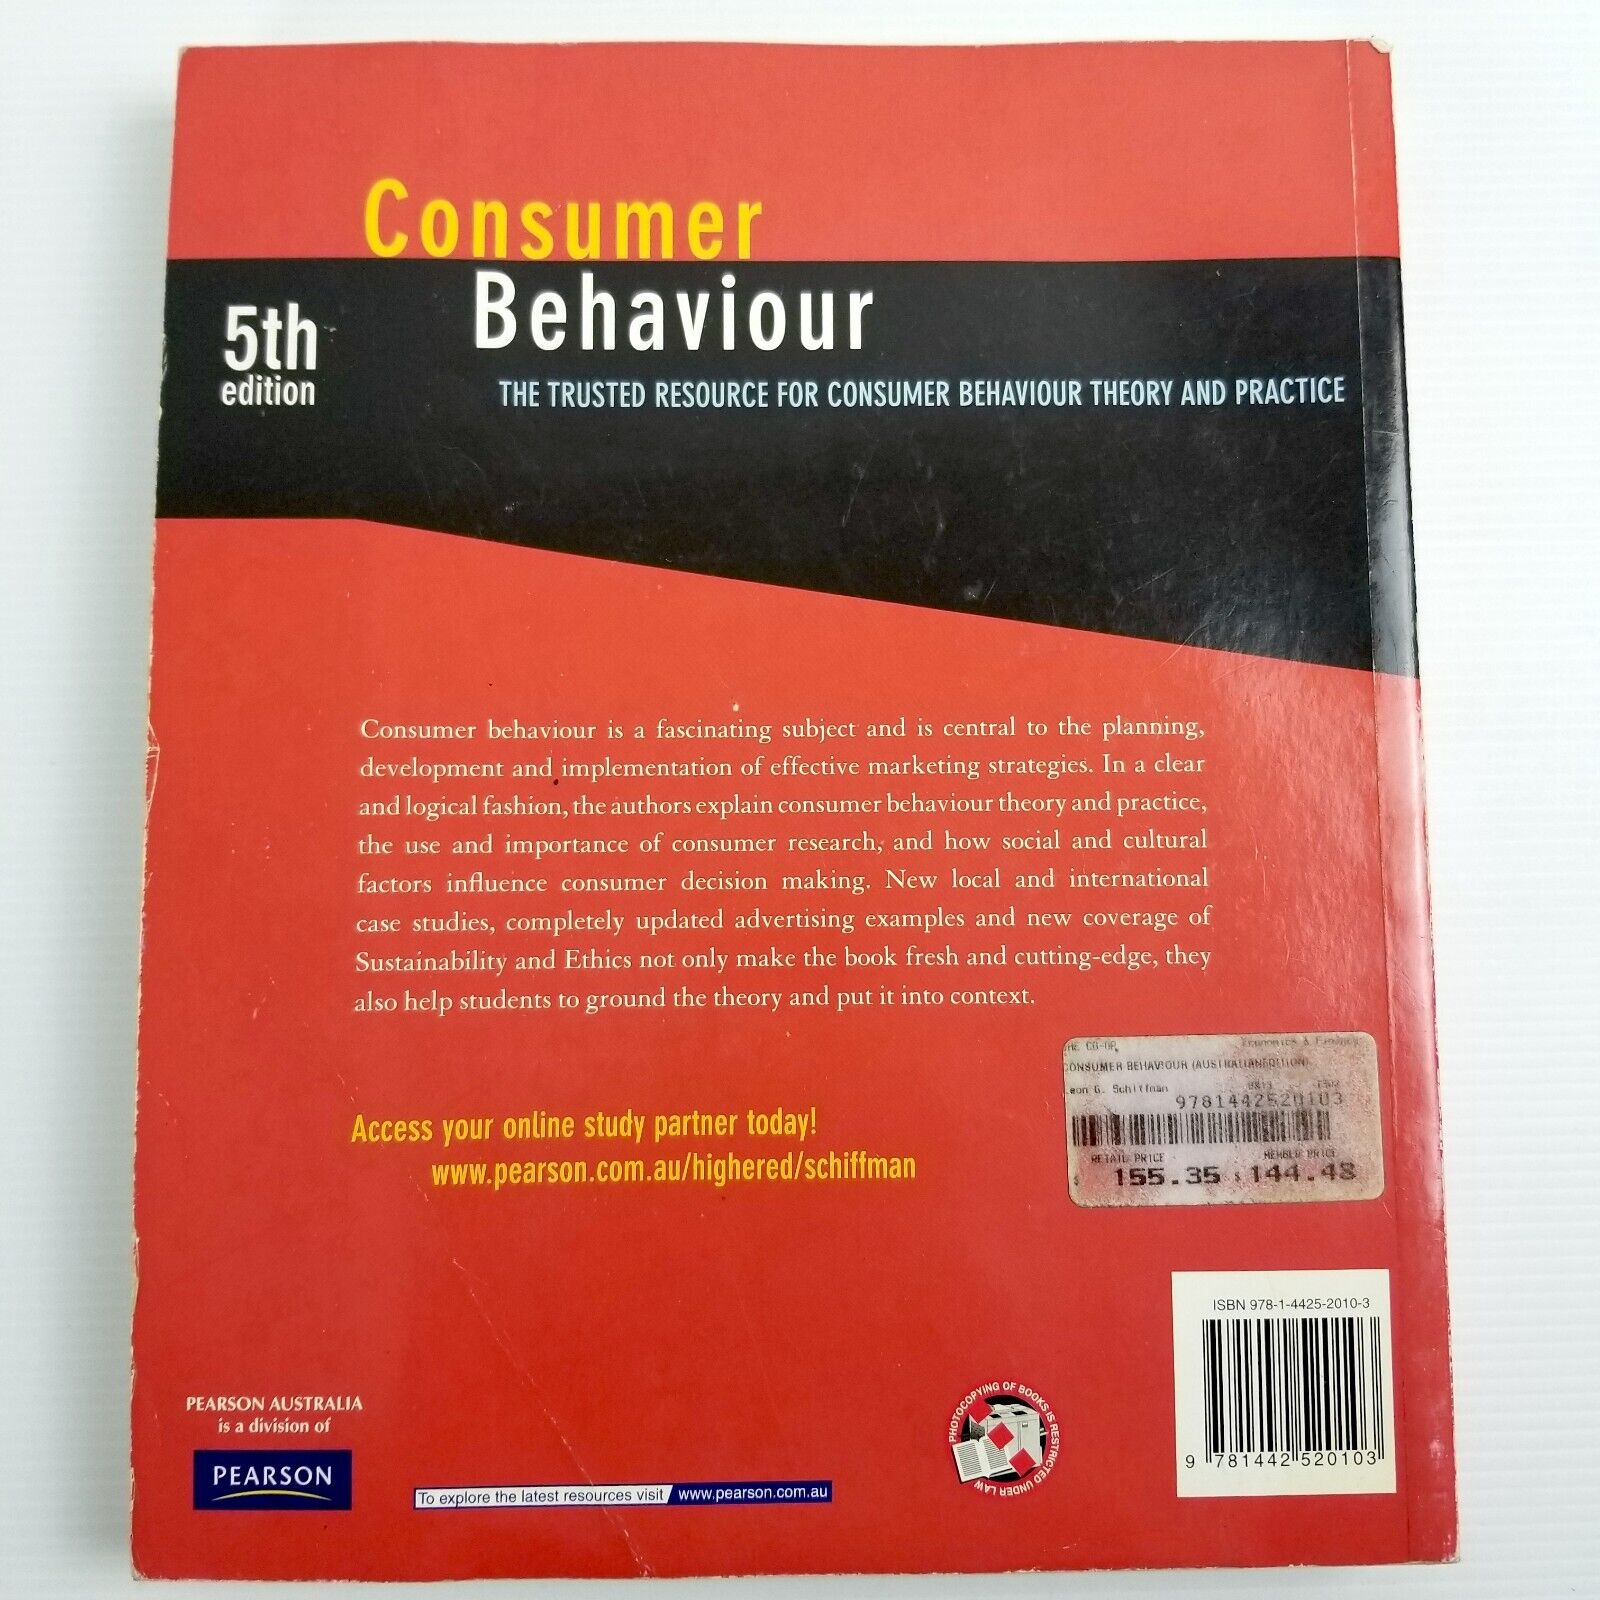 Consumer
Behaviour
5th
edition
THE TRUSTED RESOURCE FOR CONSUMER BEHAVIOUR THEORY AND PRACTICE
Consumer behaviour is a fascinating subject and is central to the planning,
development and implementation of effective marketing strategies. In a clear
and logical fashion, the authors explain consumer behaviour theory and practice,
the use and importance of consumer research, and how social and cultural
factors influence consumer decision making. New local and international
case studies, completely updated advertising examples and new coverage of
Sustainability and Ethics not only make the book fresh and cutting-edge, they
also help students to ground the theory and put it into context.
Access your online study partner today!
www.pearson.com.au/highered/schiffman
CO-OP Economics & Finance
CONSUMER BEHAVIOUR (AUSTRALIANEDITION)
eon G. Schiffman
9781442520103
RETAIL PRICE MEMBER PRICE
155.35 $ 144.48
ISBN 978-1-4425-2010-3
9 781442 520103
PEARSON AUSTRALIA
is a division of
PEARSON
To explore the latest resources visit www.pearson.com.au
PHOTOCOPYING OF BOOKS IS RESTRICTED UNDER LAW